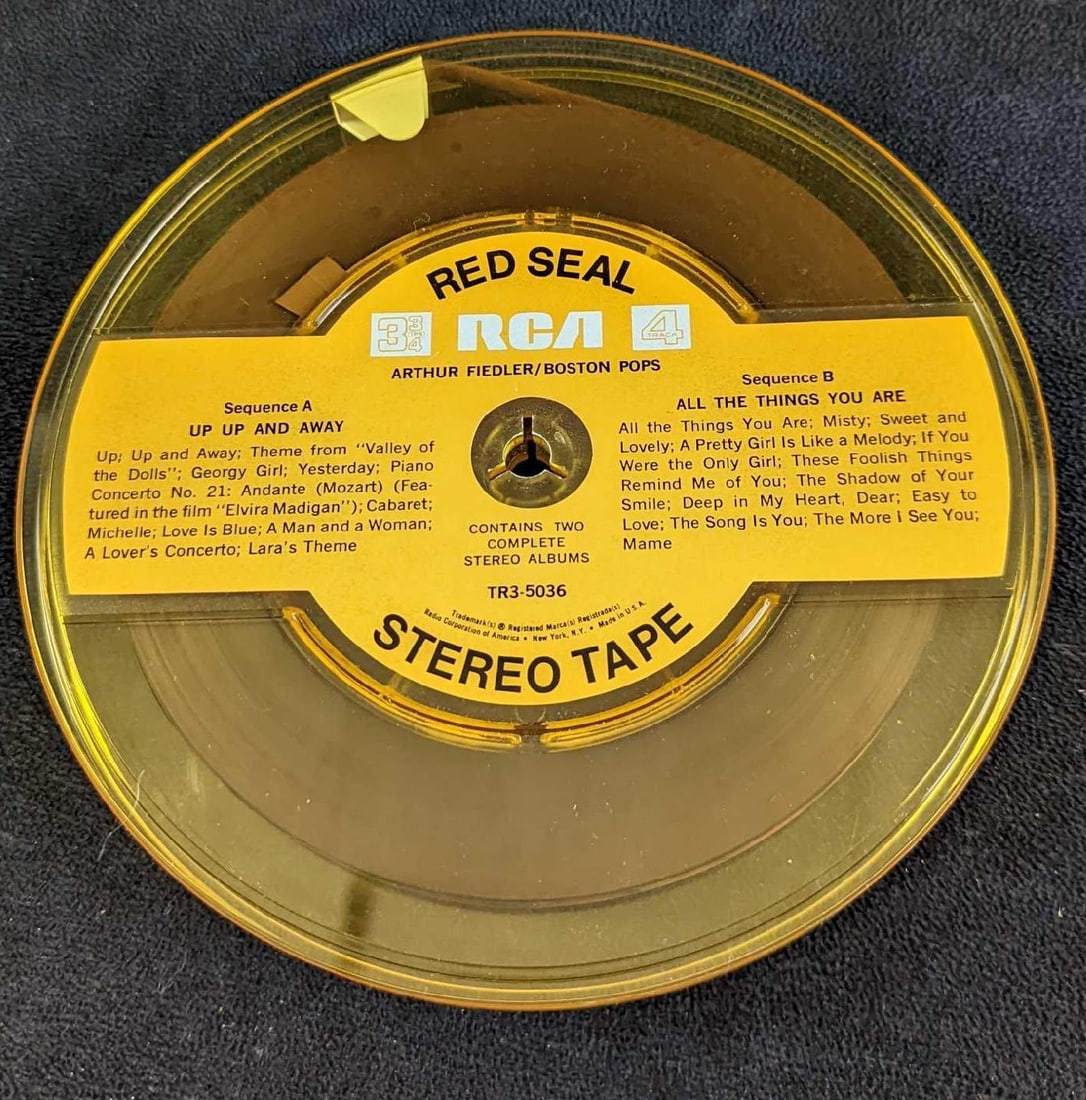 RED SEAL
3 3/4 IPS RCA 4 TRACK
ARTHUR FIEDLER/BOSTON POPS
Sequence A
UP UP AND AWAY
Up; Up and Away; Theme from "Valley of
the Dolls"; Georgy Girl; Yesterday; Piano
Concerto No. 21: Andante (Mozart) (Fea-
tured in the film "Elvira Madigan"); Cabaret;
Michelle; Love Is Blue; A Man and a Woman;
A Lover's Concerto; Lara's Theme
Sequence B
ALL THE THINGS YOU ARE
All the Things You Are; Misty; Sweet and
Lovely; A Pretty Girl Is Like a Melody; If You
Were the Only Girl; These Foolish Things
Remind Me of You; The Shadow of Your
Smile; Deep in My Heart, Dear; Easy to
Love; The Song Is You; The More I See You;
Mame
CONTAINS TWO
COMPLETE
STEREO ALBUMS
TR3-5036
Trademark(s) ® Registered Marca(s) Registrada(s)
Radio Corporation of America • New York, N.Y. • Made in U.S.A.
STEREO TAPE